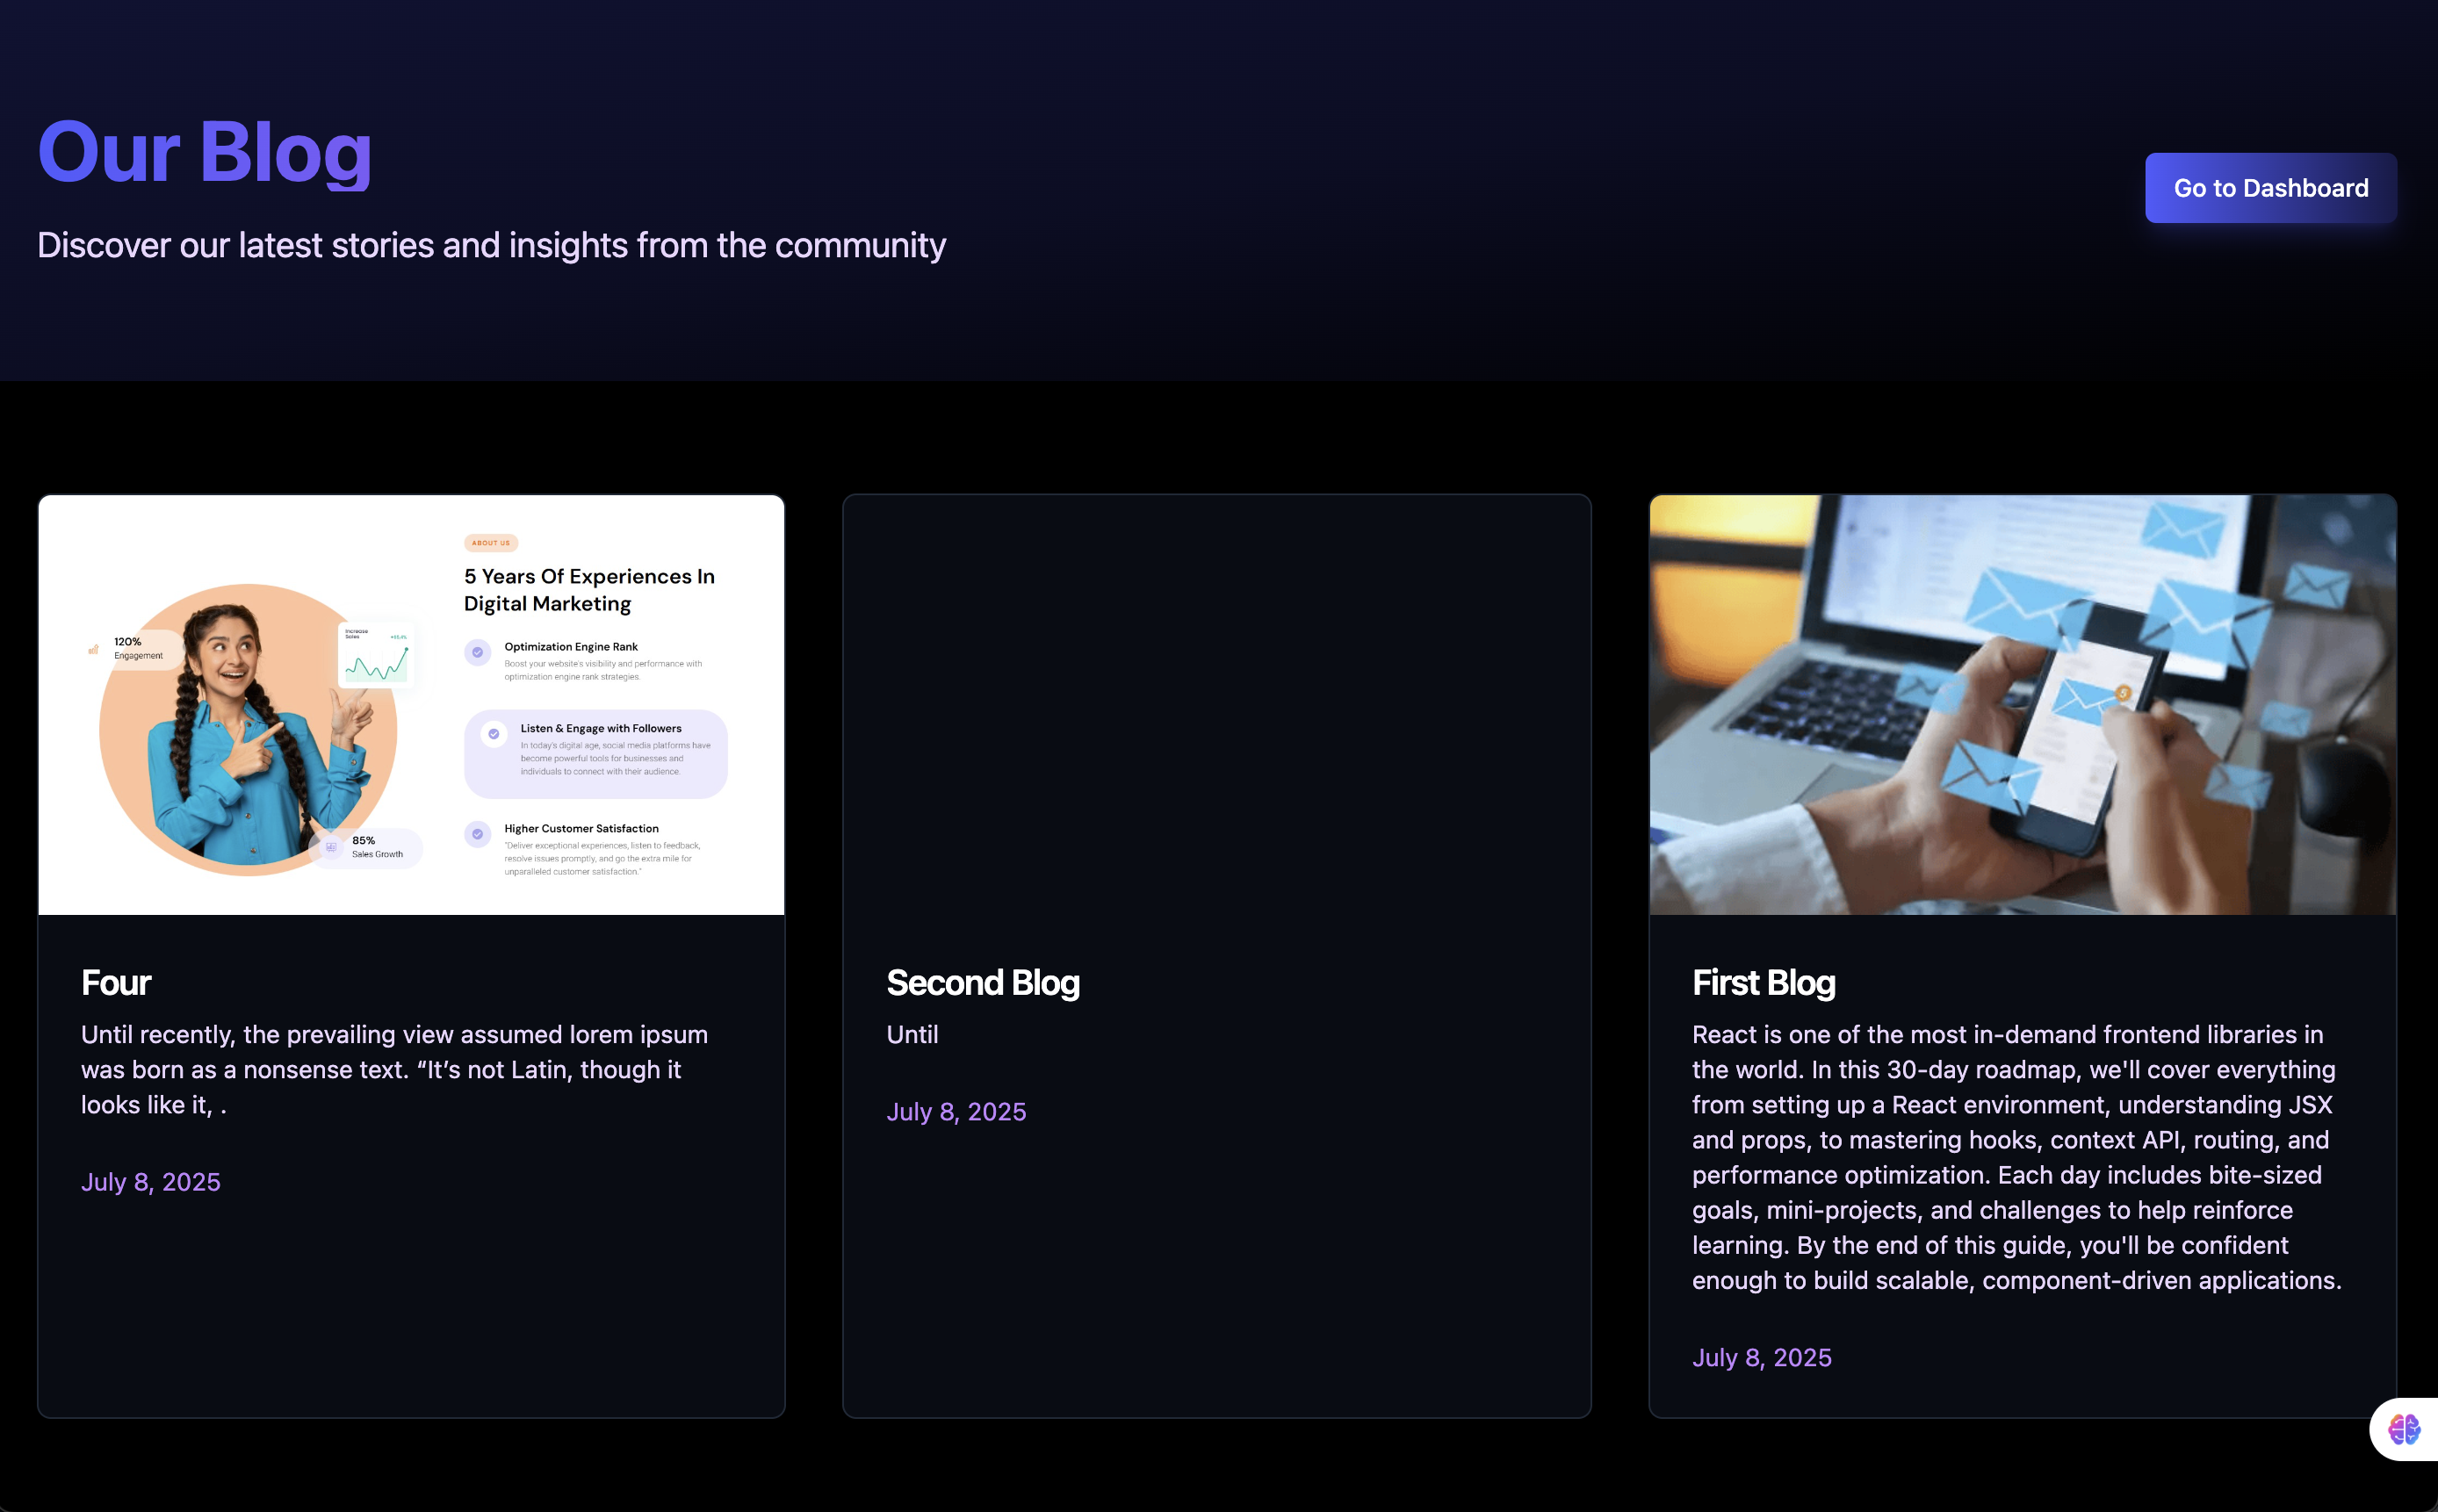 Our Blog
Discover our latest stories and insights from the community
Go to Dashboard
ABOUT US
5 Years Of Experiences In
Digital Marketing
120%
Engagement
Increase
Sales
Optimization Engine Rank
Boost your website's visibility and performance with
optimization engine rank strategies.
Listen & Engage with Followers
In today's digital age, social media platforms have
become powerful tools for businesses and
individuals to connect with their audience.
85%
Sales Growth
Higher Customer Satisfaction
"Deliver exceptional experiences, listen to feedback,
resolve issues promptly, and go the extra mile for
unparalleled customer satisfaction."
5
Four
Until recently, the prevailing view assumed lorem ipsum
was born as a nonsense text. “It’s not Latin, though it
looks like it, .
July 8, 2025
Second Blog
Until
July 8, 2025
First Blog
React is one of the most in-demand frontend libraries in
the world. In this 30-day roadmap, we'll cover everything
from setting up a React environment, understanding JSX
and props, to mastering hooks, context API, routing, and
performance optimization. Each day includes bite-sized
goals, mini-projects, and challenges to help reinforce
learning. By the end of this guide, you'll be confident
enough to build scalable, component-driven applications.
July 8, 2025